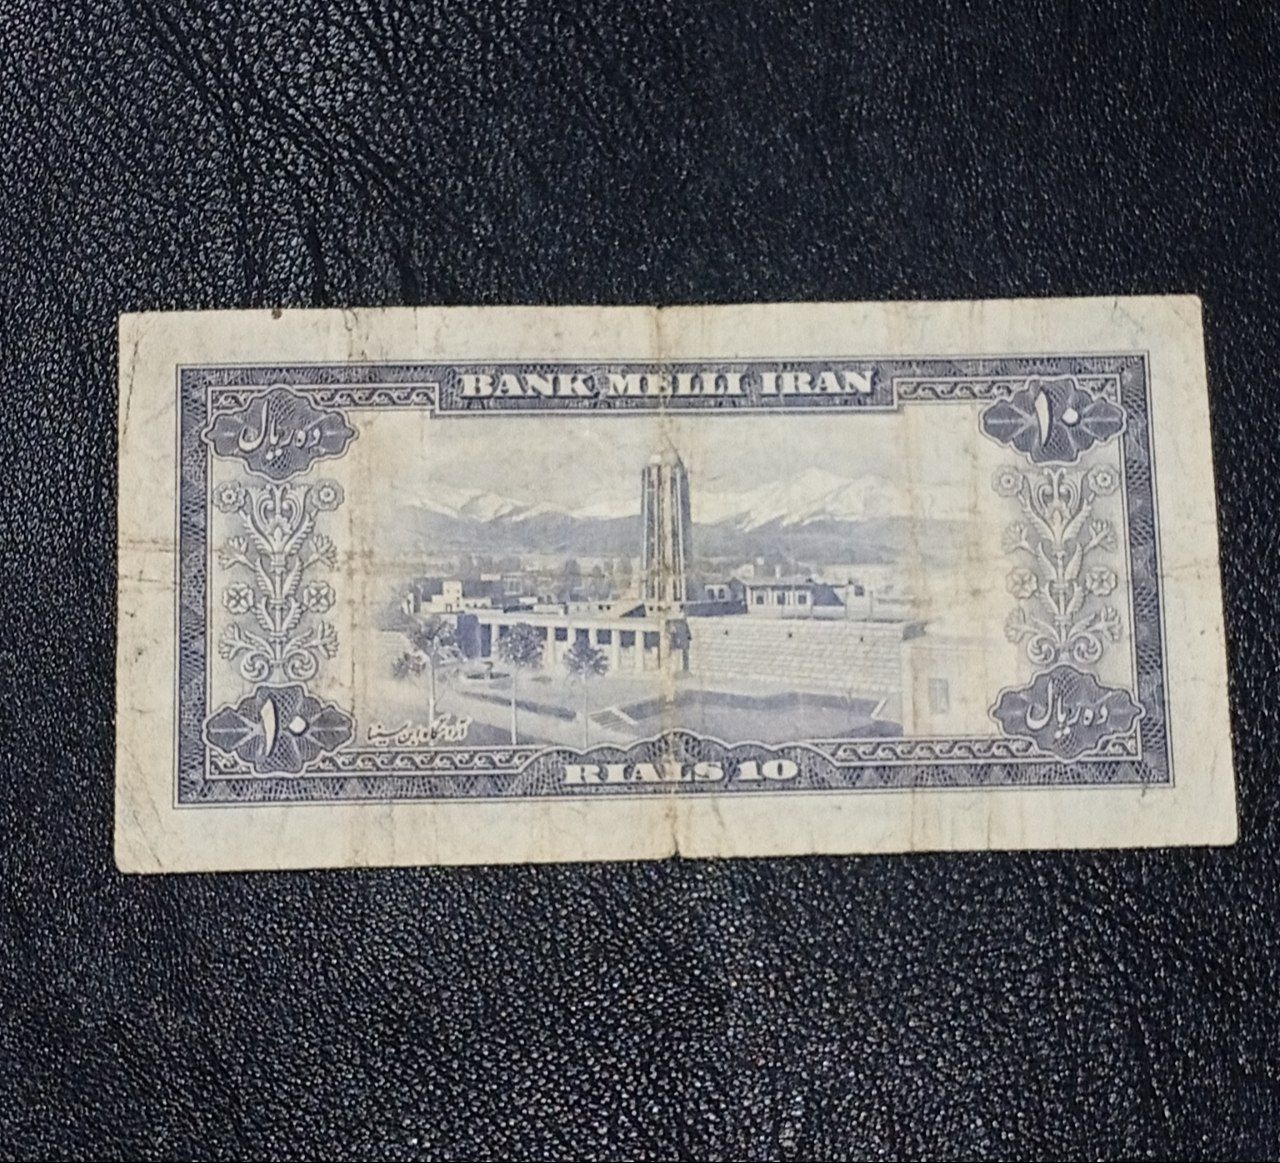 BANK MELLI IRAN
ده ریال
۱۰
آرامگاه ابن سینا
۱۰
ده ریال
RIALS 10